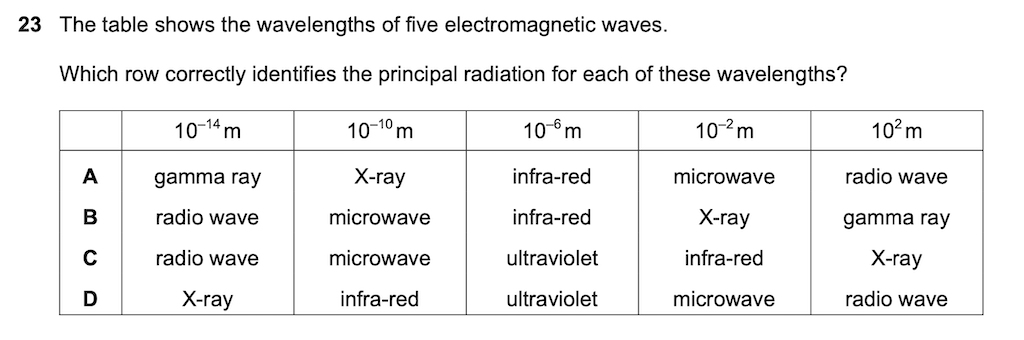 23 The table shows the wavelengths of five electromagnetic waves.
Which row correctly identifies the principal radiation for each of these wavelengths?
10⁻¹⁴ m 10⁻¹⁰ m 10⁻⁶ m 10⁻² m 10² m
A gamma ray X-ray infra-red microwave radio wave
B radio wave microwave infra-red X-ray gamma ray
C radio wave microwave ultraviolet infra-red X-ray
D X-ray infra-red ultraviolet microwave radio wave